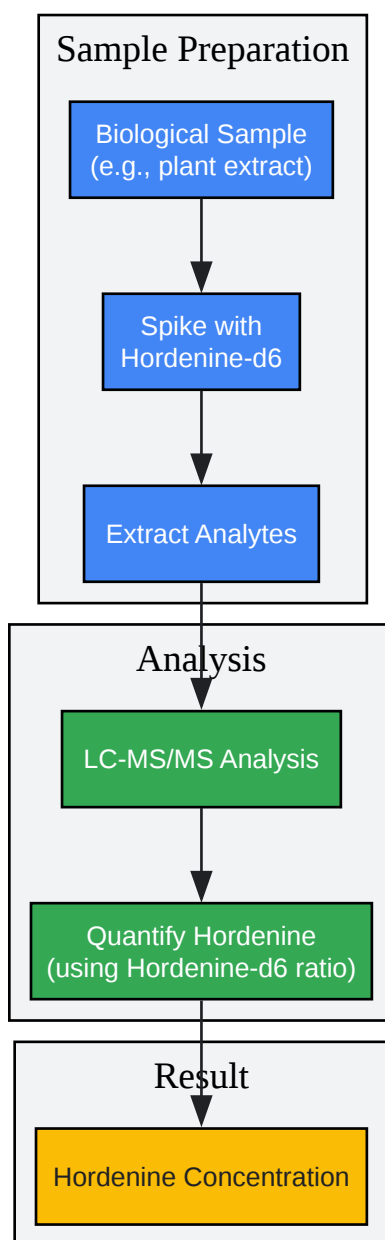 Sample Preparation
Biological Sample
(e.g., plant extract)
Spike with
Hordenine-d6
Extract Analytes
Analysis
LC-MS/MS Analysis
Quantify Hordenine
(using Hordenine-d6 ratio)
Result
Hordenine Concentration